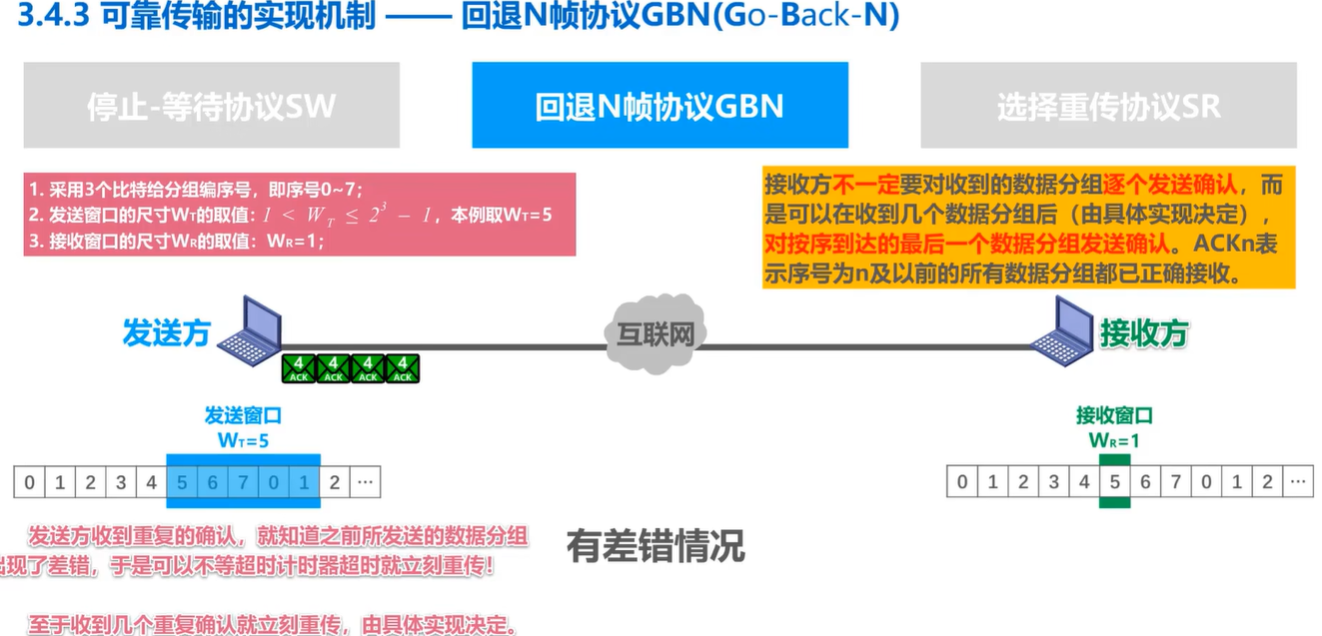 3.4.3 可靠传输的实现机制 —— 回退N帧协议GBN(Go-Back-N)
停止-等待协议SW
回退N帧协议GBN
选择重传协议SR
1. 采用3个比特给分组编序号，即序号0~7；
2. 发送窗口的尺寸WT的取值：1 < WT ≤ 2³ − 1，本例取WT=5
3. 接收窗口的尺寸WR的取值：WR=1；
接收方不一定要对收到的数据分组逐个发送确认，而
是可以在收到几个数据分组后（由具体实现决定），
对按序到达的最后一个数据分组发送确认。ACKn表
示序号为n及以前的所有数据分组都已正确接收。
发送方
互联网
接收方
4 4 4 4
ACK ACK ACK ACK
发送窗口
WT=5
0 1 2 3 4 5 6 7 0 1 2 ...
接收窗口
WR=1
0 1 2 3 4 5 6 7 0 1 2 ...
发送方收到重复的确认，就知道之前所发送的数据分组
出现了差错，于是可以不等超时计时器超时就立刻重传！
至于收到几个重复确认就立刻重传，由具体实现决定。
有差错情况